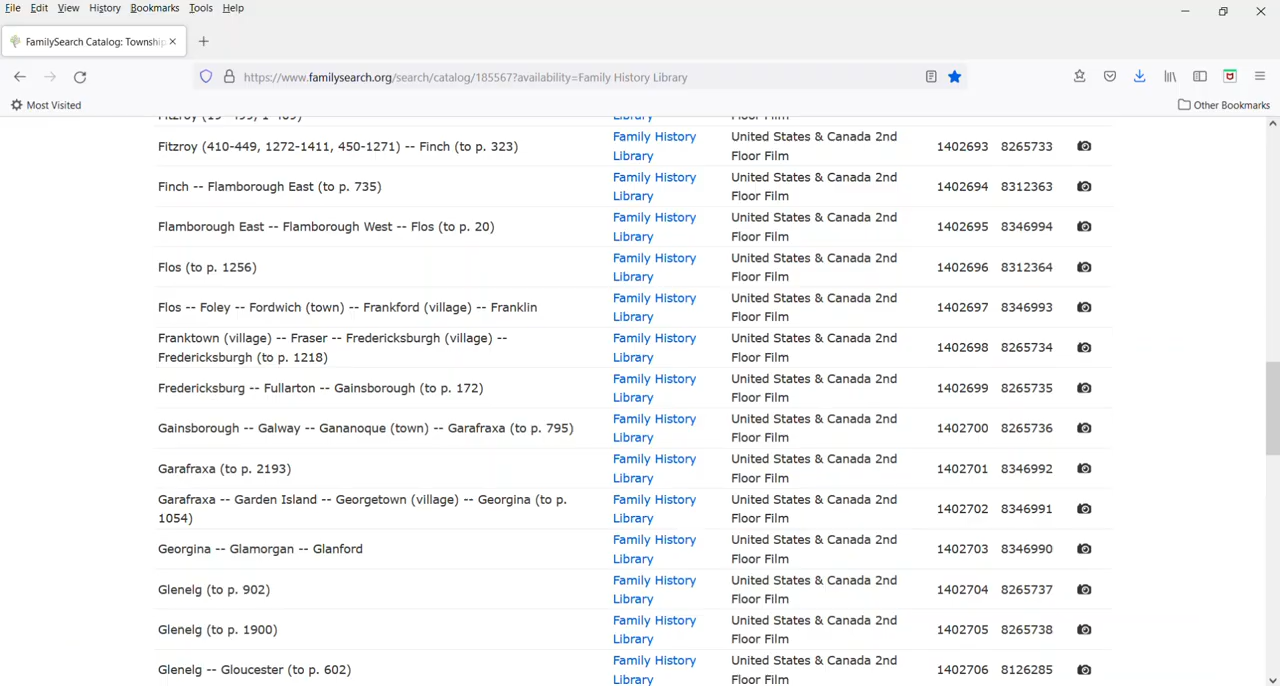 File Edit View History Bookmarks Tools Help
FamilySearch Catalog: Township
https://www.familysearch.org/search/catalog/185567?availability=Family History Library
Most Visited Other Bookmarks
Fitzroy (410-449, 1272-1411, 450-1271) -- Finch (to p. 323) Family History Library United States & Canada 2nd Floor Film 1402693 8265733
Finch -- Flamborough East (to p. 735) Family History Library United States & Canada 2nd Floor Film 1402694 8312363
Flamborough East -- Flamborough West -- Flos (to p. 20) Family History Library United States & Canada 2nd Floor Film 1402695 8346994
Flos (to p. 1256) Family History Library United States & Canada 2nd Floor Film 1402696 8312364
Flos -- Foley -- Fordwich (town) -- Frankford (village) -- Franklin Family History Library United States & Canada 2nd Floor Film 1402697 8346993
Franktown (village) -- Fraser -- Fredericksburgh (village) -- Fredericksburgh (to p. 1218) Family History Library United States & Canada 2nd Floor Film 1402698 8265734
Fredericksburg -- Fullarton -- Gainsborough (to p. 172) Family History Library United States & Canada 2nd Floor Film 1402699 8265735
Gainsborough -- Galway -- Gananoque (town) -- Garafraxa (to p. 795) Family History Library United States & Canada 2nd Floor Film 1402700 8265736
Garafraxa (to p. 2193) Family History Library United States & Canada 2nd Floor Film 1402701 8346992
Garafraxa -- Garden Island -- Georgetown (village) -- Georgina (to p. 1054) Family History Library United States & Canada 2nd Floor Film 1402702 8346991
Georgina -- Glamorgan -- Glanford Family History Library United States & Canada 2nd Floor Film 1402703 8346990
Glenelg (to p. 902) Family History Library United States & Canada 2nd Floor Film 1402704 8265737
Glenelg (to p. 1900) Family History Library United States & Canada 2nd Floor Film 1402705 8265738
Glenelg -- Gloucester (to p. 602) Family History Library United States & Canada 2nd Floor Film 1402706 8126285